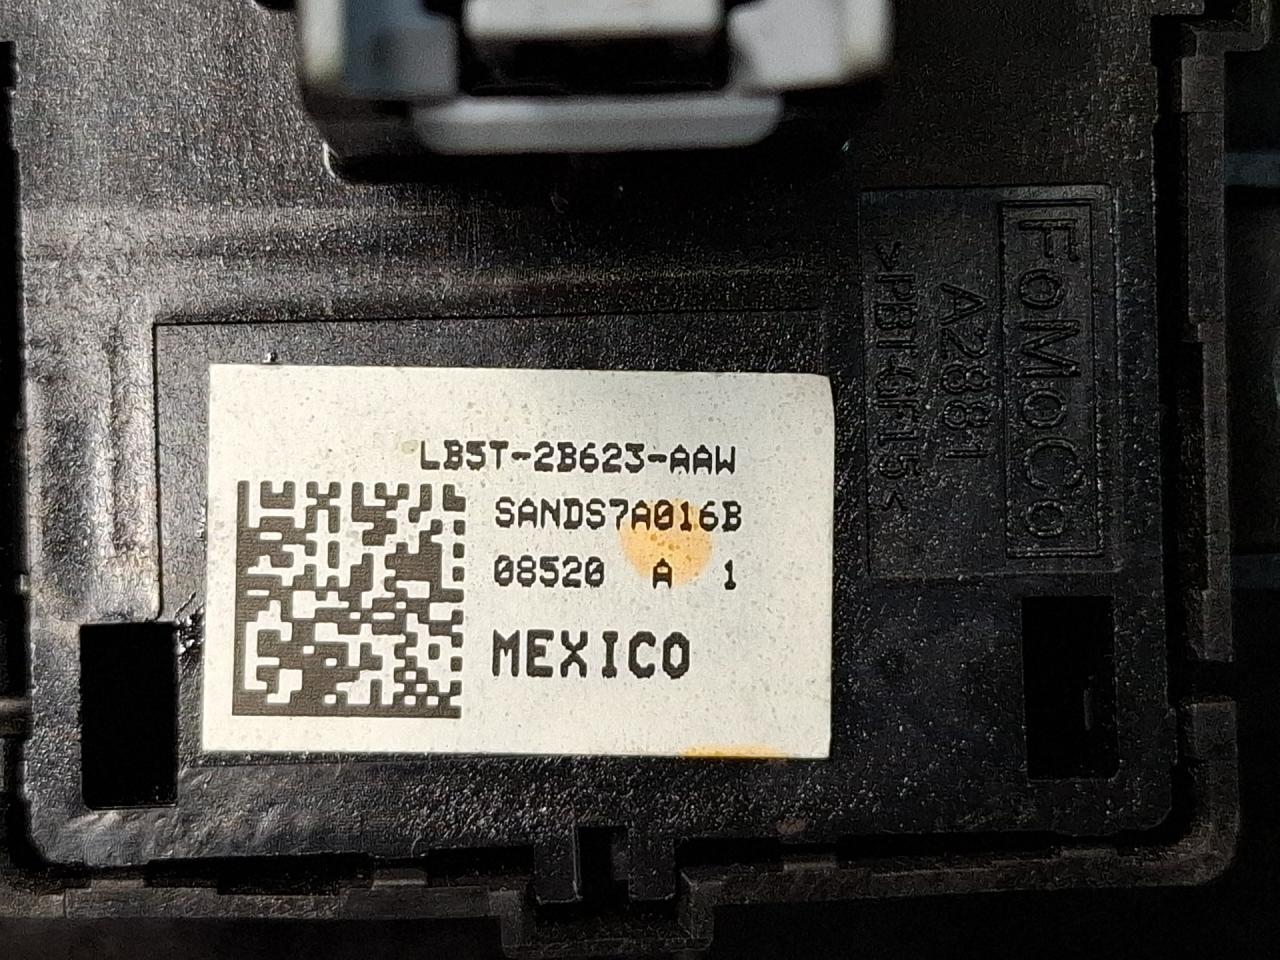 LB5T-2B623-AAW
SANDS7A016B
08520 A 1
MEXICO
FoMoCo
A2881
>PBT-GF15<